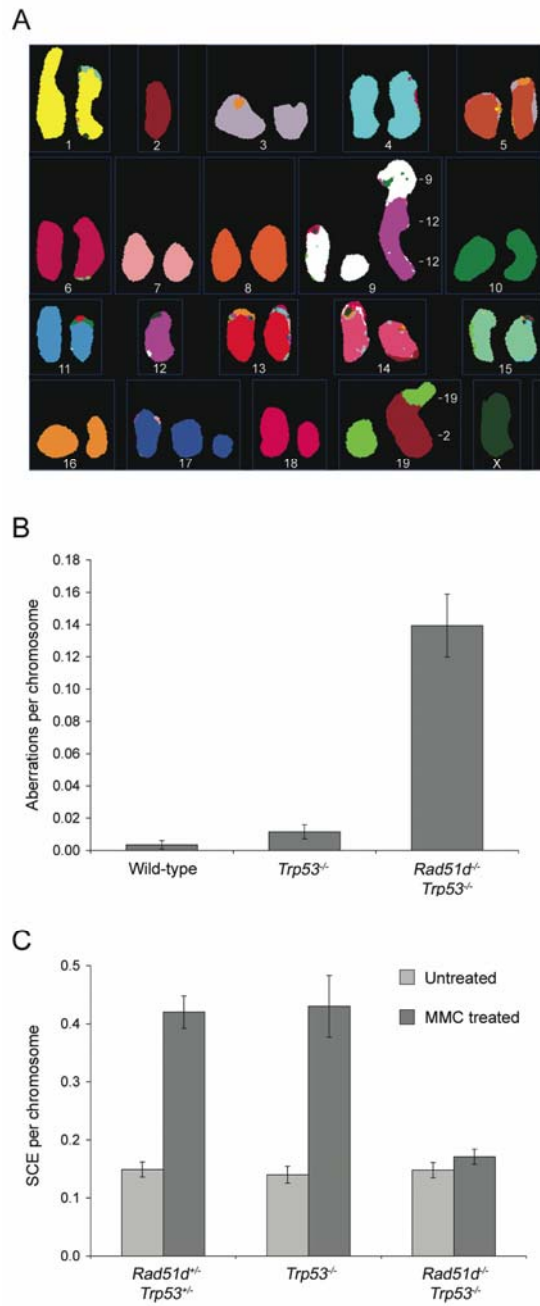 A
1 2 3 4 5
-9
-12
-12
6 7 8 9 10
11 12 13 14 15
-19
-2
16 17 18 19 X
B
Aberrations per chromosome
0.18
0.16
0.14
0.12
0.10
0.08
0.06
0.04
0.02
0.00
Wild-type Trp53-/- Rad51d-/-
Trp53-/-
C
SCE per chromosome
0.5
0.4
0.3
0.2
0.1
0.0
Untreated
MMC treated
Rad51d+/- Trp53-/- Rad51d-/-
Trp53+/- Trp53-/-